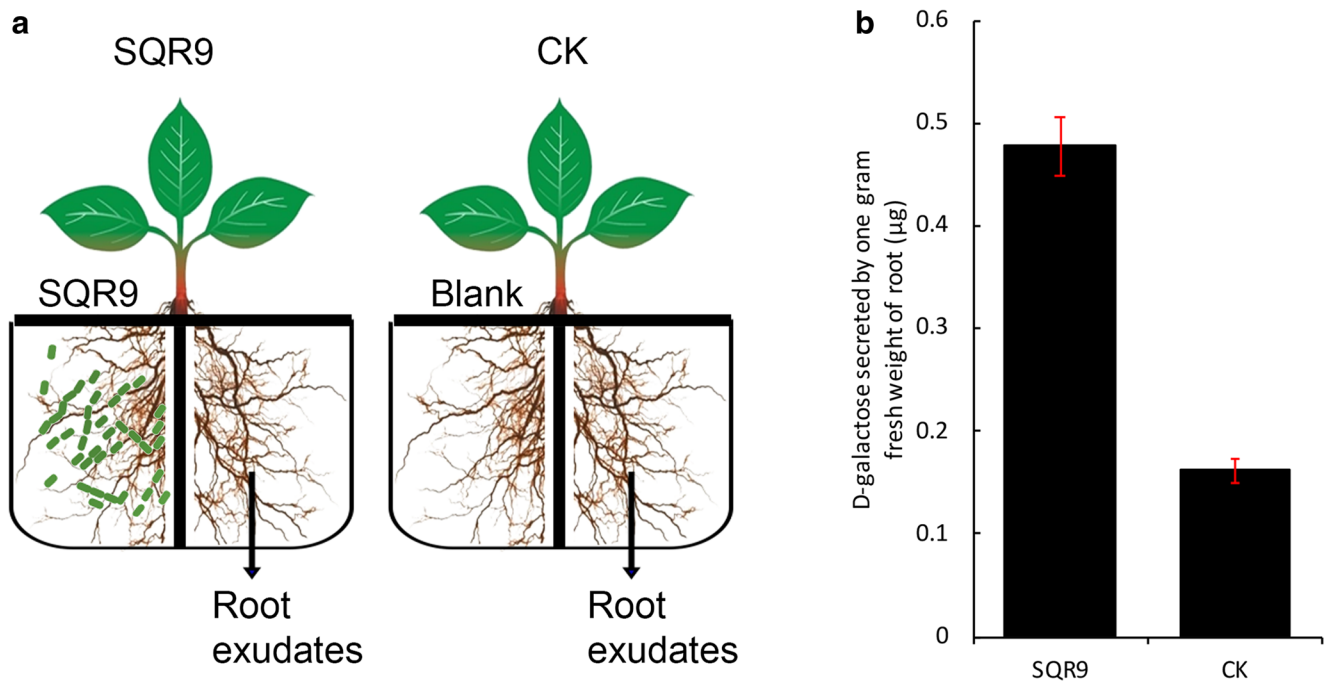 a
SQR9
CK
SQR9
Blank
Root
exudates
Root
exudates
b
D-galactose secreted by one gram
fresh weight of root (μg)
0.6
0.5
0.4
0.3
0.2
0.1
0
SQR9
CK